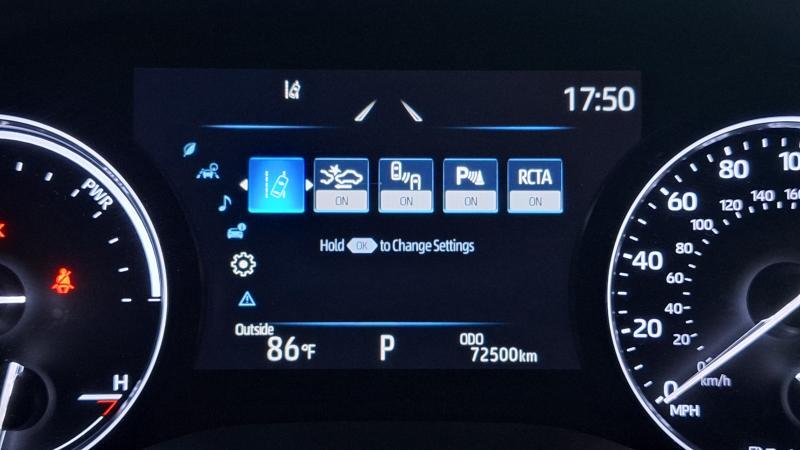 17:50
ON ON P ON RCTA ON
Hold OK to Change Settings
Outside
86°F
P
ODO
72500km
PWR
H
0 20 40 60 80
20 40 60 80 100 120 140
0
km/h
MPH